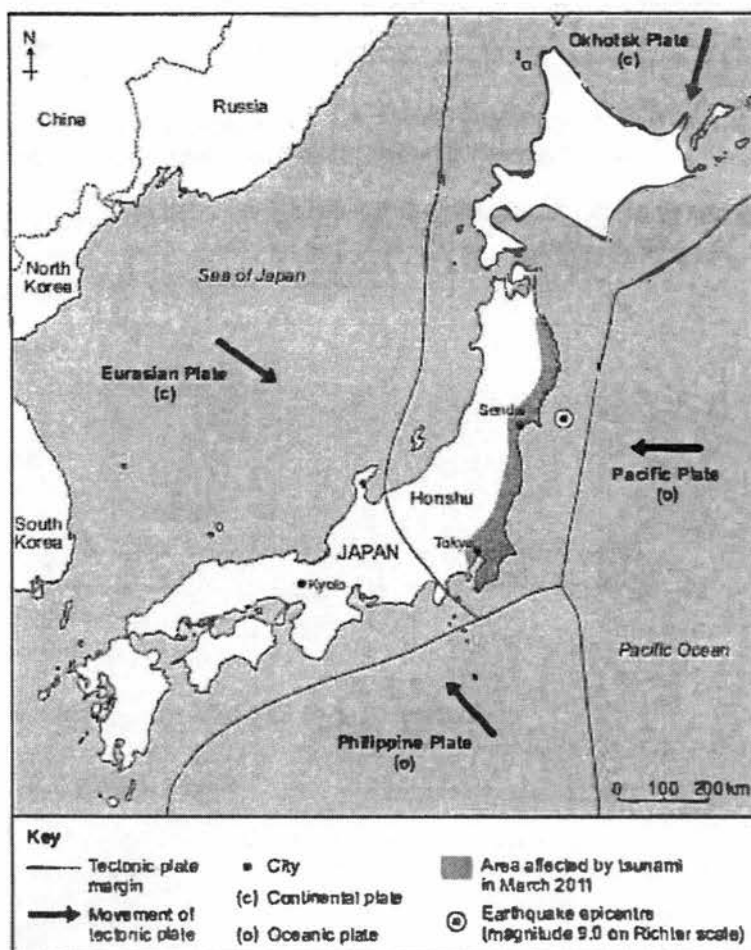 N
Okhotsk Plate
(c)
China
Russia
North
Korea
Sea of Japan
Eurasian Plate
(c)
Sendai
Pacific Plate
(o)
South
Korea
Honshu
JAPAN
Tokyo
Kyoto
Pacific Ocean
Philippine Plate
(o)
0 100 200 km
Key
Tectonic plate
margin
Movement of
tectonic plate
City
(c) Continental plate
(o) Oceanic plate
Area affected by tsunami
in March 2011
Earthquake epicentre
(magnitude 9.0 on Richter scale)